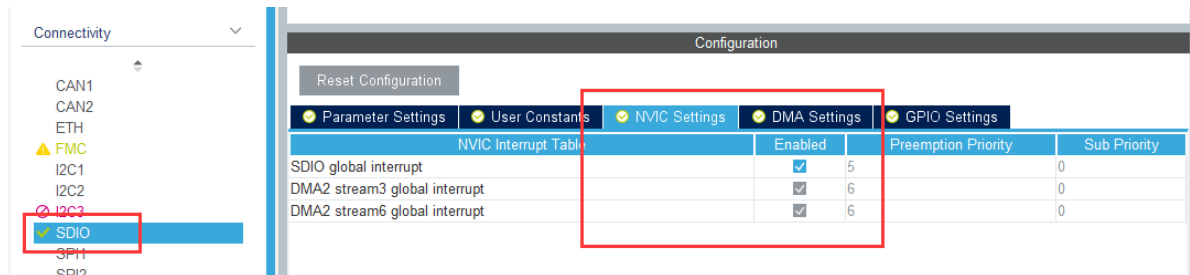 Connectivity
CAN1
CAN2
ETH
FMC
I2C1
I2C2
I2C3
SDIO
SPI1
SPI2
Configuration
Reset Configuration
Parameter Settings User Constants NVIC Settings DMA Settings GPIO Settings
NVIC Interrupt Table Enabled Preemption Priority Sub Priority
SDIO global interrupt 5 0
DMA2 stream3 global interrupt 6 0
DMA2 stream6 global interrupt 6 0